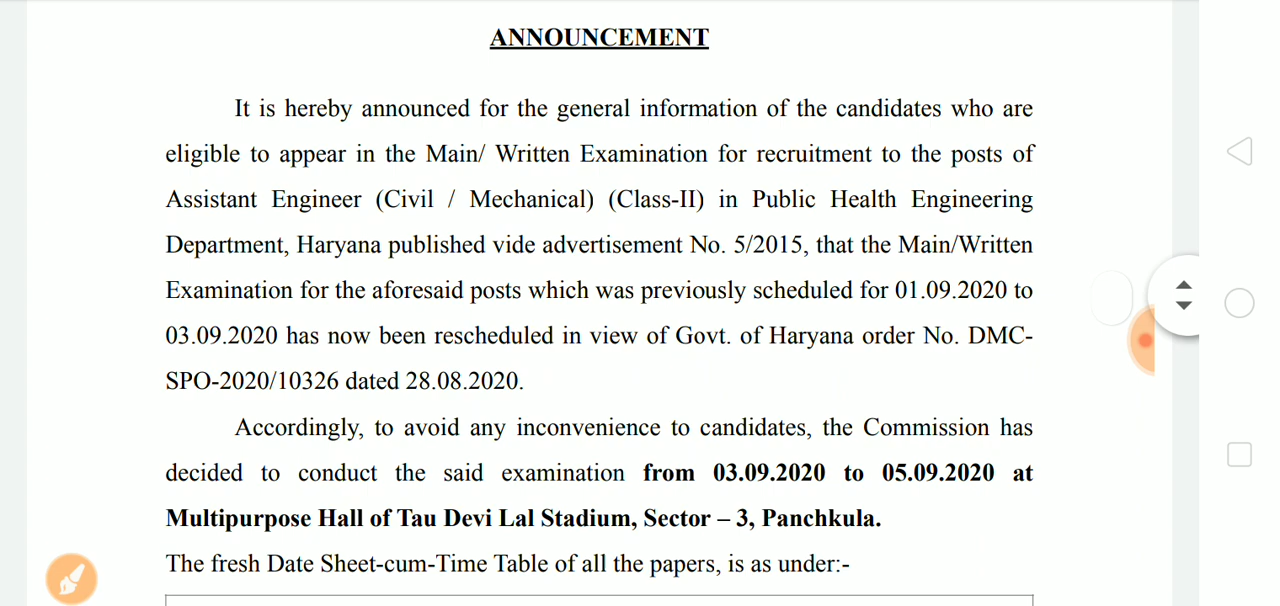 ANNOUNCEMENT
It is hereby announced for the general information of the candidates who are
eligible to appear in the Main/ Written Examination for recruitment to the posts of
Assistant Engineer (Civil / Mechanical) (Class-II) in Public Health Engineering
Department, Haryana published vide advertisement No. 5/2015, that the Main/Written
Examination for the aforesaid posts which was previously scheduled for 01.09.2020 to
03.09.2020 has now been rescheduled in view of Govt. of Haryana order No. DMC-
SPO-2020/10326 dated 28.08.2020.
Accordingly, to avoid any inconvenience to candidates, the Commission has
decided to conduct the said examination from 03.09.2020 to 05.09.2020 at
Multipurpose Hall of Tau Devi Lal Stadium, Sector – 3, Panchkula.
The fresh Date Sheet-cum-Time Table of all the papers, is as under:-